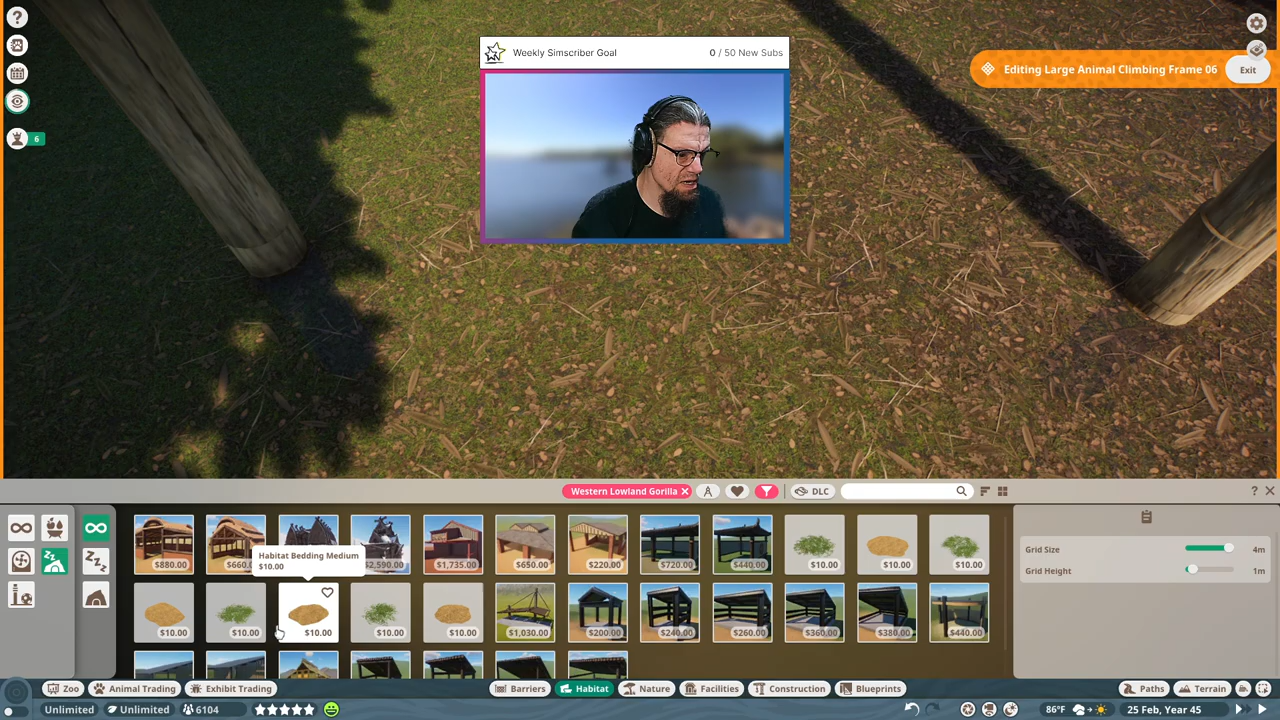 Weekly Simscriber Goal 0 / 50 New Subs
Editing Large Animal Climbing Frame 06 Exit
6
Western Lowland Gorilla × DLC
Habitat Bedding Medium
$10.00
$880.00 $660.00 $2,590.00 $1,735.00 $650.00 $220.00 $720.00 $440.00 $10.00 $10.00 $10.00
$10.00 $10.00 $10.00 $10.00 $10.00 $1,030.00 $200.00 $240.00 $260.00 $360.00 $380.00 $440.00
Grid Size 4m
Grid Height 1m
Zoo Animal Trading Exhibit Trading Barriers Habitat Nature Facilities Construction Blueprints Paths Terrain
Unlimited Unlimited 6104 86°F 25 Feb, Year 45